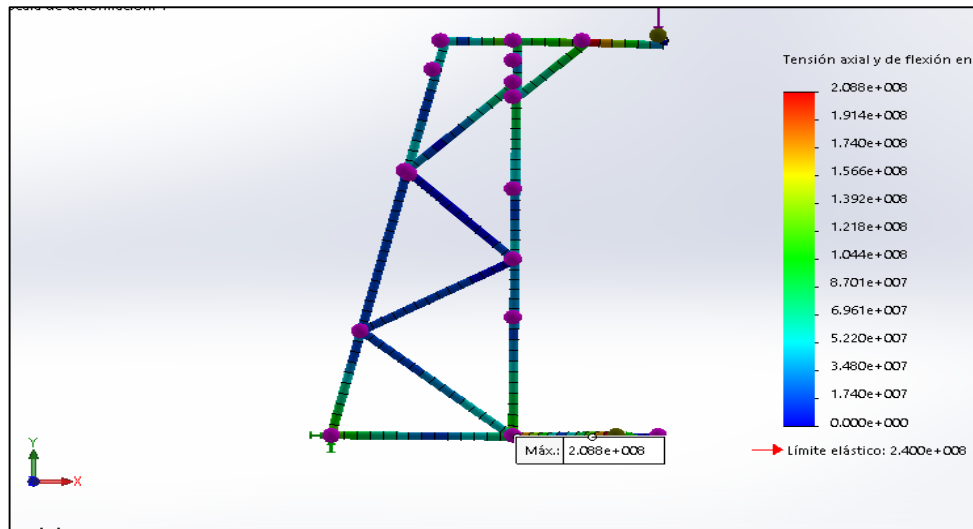 Tensión axial y de flexión en
2.088e+008
1.914e+008
1.740e+008
1.566e+008
1.392e+008
1.218e+008
1.044e+008
8.701e+007
6.961e+007
5.220e+007
3.480e+007
1.740e+007
0.000e+000
Límite elástico: 2.400e+008
Máx.: 2.088e+008
Y
X